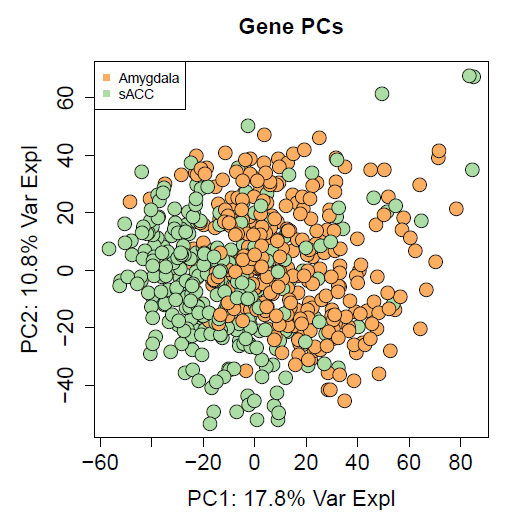 Gene PCs
Amygdala
sACC
PC2: 10.8% Var Expl
60
40
20
0
−20
−40
−60 −20 0 20 40 60 80
PC1: 17.8% Var Expl